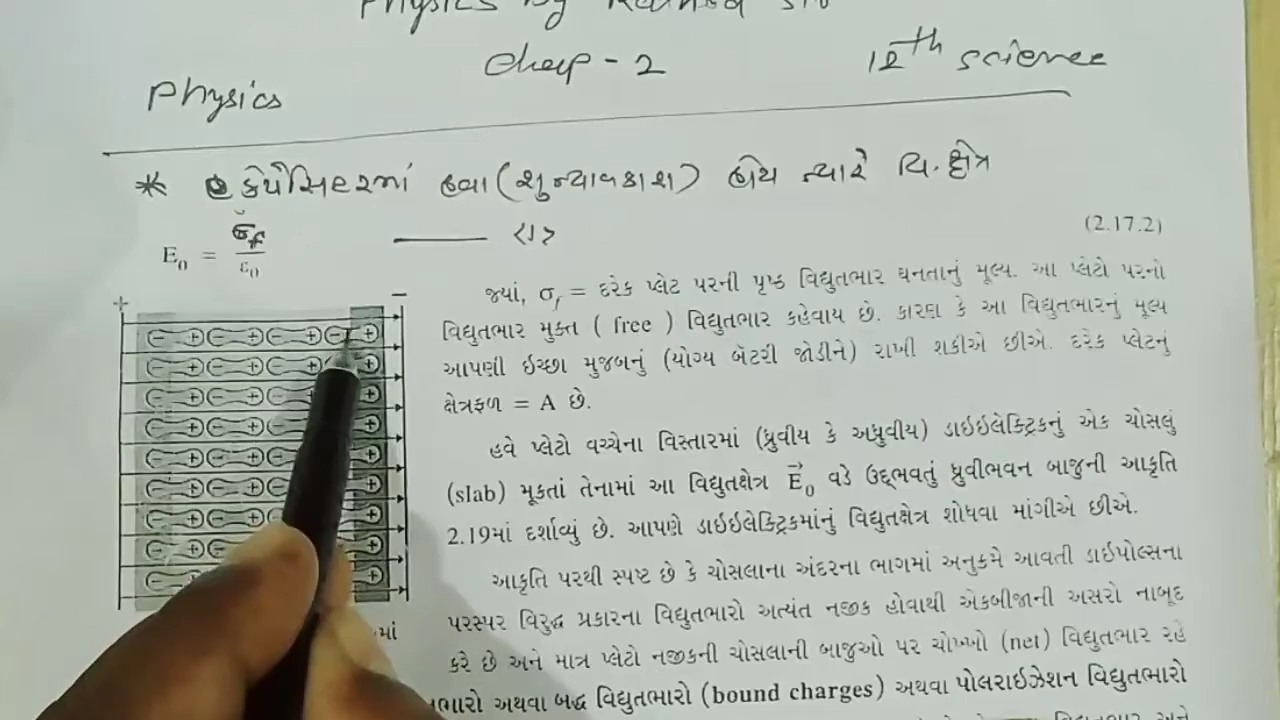 Physics by
Chap - 2
12th science
Physics
* કેપેસિટરમાં હવા (શુન્યાવકાશ) હોય ત્યારે વિ. ક્ષેત્ર
E₀ = σf / ε₀ ——— <1>
(2.17.2)
જ્યાં, σf = દરેક પ્લેટ પરની પૃષ્ઠ વિદ્યુતભાર ઘનતાનું મૂલ્ય. આ પ્લેટો પરનો
વિદ્યુતભાર મુક્ત ( free ) વિદ્યુતભાર કહેવાય છે. કારણ કે આ વિદ્યુતભારનું મૂલ્ય
આપણી ઇચ્છા મુજબનું (યોગ્ય બૅટરી જોડીને) રાખી શકીએ છીએ. દરેક પ્લેટનું
ક્ષેત્રફળ = A છે.
હવે પ્લેટો વચ્ચેના વિસ્તારમાં (ધ્રુવીય કે અધ્રુવીય) ડાઇઇલેક્ટ્રિકનું એક ચોસલું
(slab) મૂકતાં તેનામાં આ વિદ્યુતક્ષેત્ર E⃗₀ વડે ઉદ્ભવતું ધ્રુવીભવન બાજુની આકૃતિ
2.19માં દર્શાવ્યું છે. આપણે ડાઇઇલેક્ટ્રિકમાંનું વિદ્યુતક્ષેત્ર શોધવા માંગીએ છીએ.
આકૃતિ પરથી સ્પષ્ટ છે કે ચોસલાના અંદરના ભાગમાં અનુક્રમે આવતી ડાઇપોલ્સના
પરસ્પર વિરુદ્ધ પ્રકારના વિદ્યુતભારો અત્યંત નજીક હોવાથી એકબીજાની અસરો નાબૂદ
કરે છે અને માત્ર પ્લેટો નજીકની ચોસલાની બાજુઓ પર ચોખ્ખો (net) વિદ્યુતભાર રહે
અથવા બદ્ધ વિદ્યુતભારો (bound charges) અથવા પોલરાઇઝેશન વિદ્યુતભારો